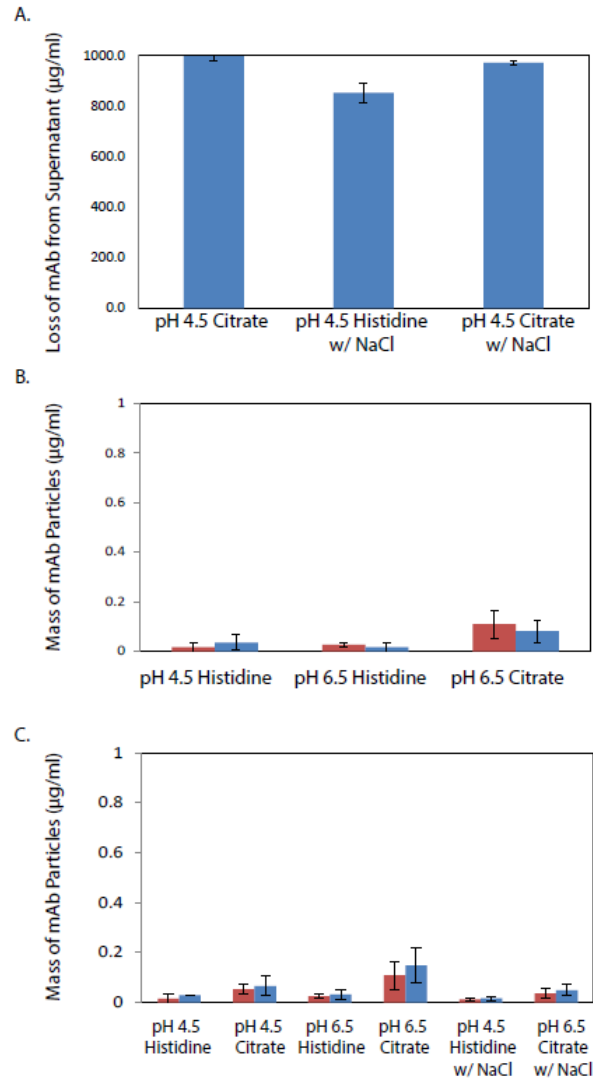 A.
Loss of mAb from Supernatant (µg/ml)
1000.0
800.0
600.0
400.0
200.0
0.0
pH 4.5 Citrate
pH 4.5 Histidine
w/ NaCl
pH 4.5 Citrate
w/ NaCl
B.
Mass of mAb Particles (µg/ml)
1
0.8
0.6
0.4
0.2
0
pH 4.5 Histidine
pH 6.5 Histidine
pH 6.5 Citrate
C.
Mass of mAb Particles (µg/ml)
1
0.8
0.6
0.4
0.2
0
pH 4.5
Histidine
pH 4.5
Citrate
pH 6.5
Histidine
pH 6.5
Citrate
pH 4.5
Histidine
w/ NaCl
pH 6.5
Citrate
w/ NaCl